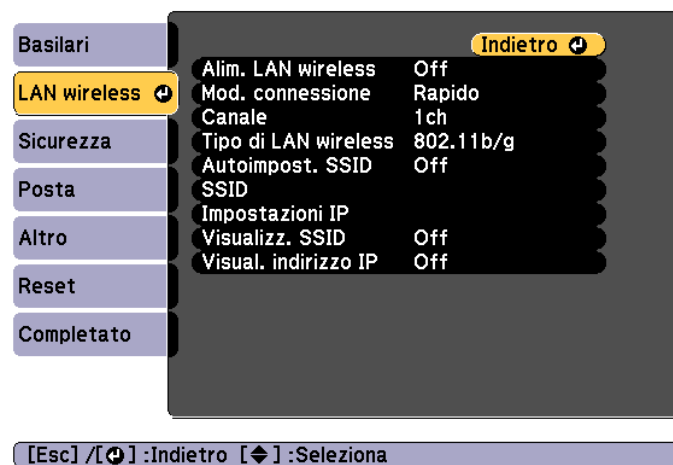 Basilari
LAN wireless
Sicurezza
Posta
Altro
Reset
Completato
Indietro
Alim. LAN wireless Off
Mod. connessione Rapido
Canale 1ch
Tipo di LAN wireless 802.11b/g
Autoimpost. SSID Off
SSID
Impostazioni IP
Visualizz. SSID Off
Visual. indirizzo IP Off
[Esc] /[ ] :Indietro [ ] :Seleziona